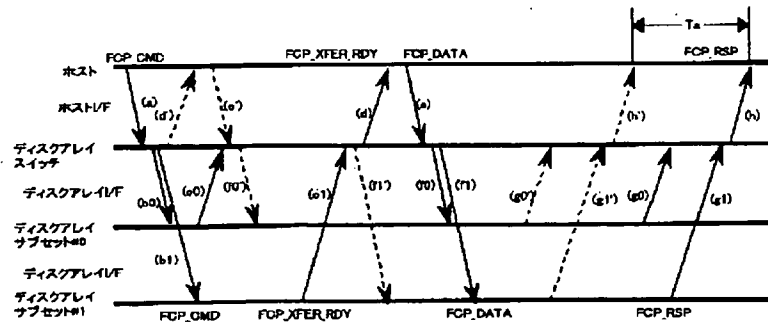 Ta
FCP_CMD
FCP_XFER_RDY
FCP_DATA
FCP_RSP
ホスト
ホストI/F
(a)
(d')
(e')
(d)
(e)
(h')
(h)
ディスクアレイ
スイッチ
ディスクアレイI/F
(b0)
(c0)
(f0')
(c1)
(f1')
(f0)
(f1)
(g0')
(g1')
(g0)
(g1)
ディスクアレイ
サブセット#0
(b1)
ディスクアレイI/F
ディスクアレイ
サブセット#1
FCP_CMD
FCP_XFER_RDY
FCP_DATA
FCP_RSP